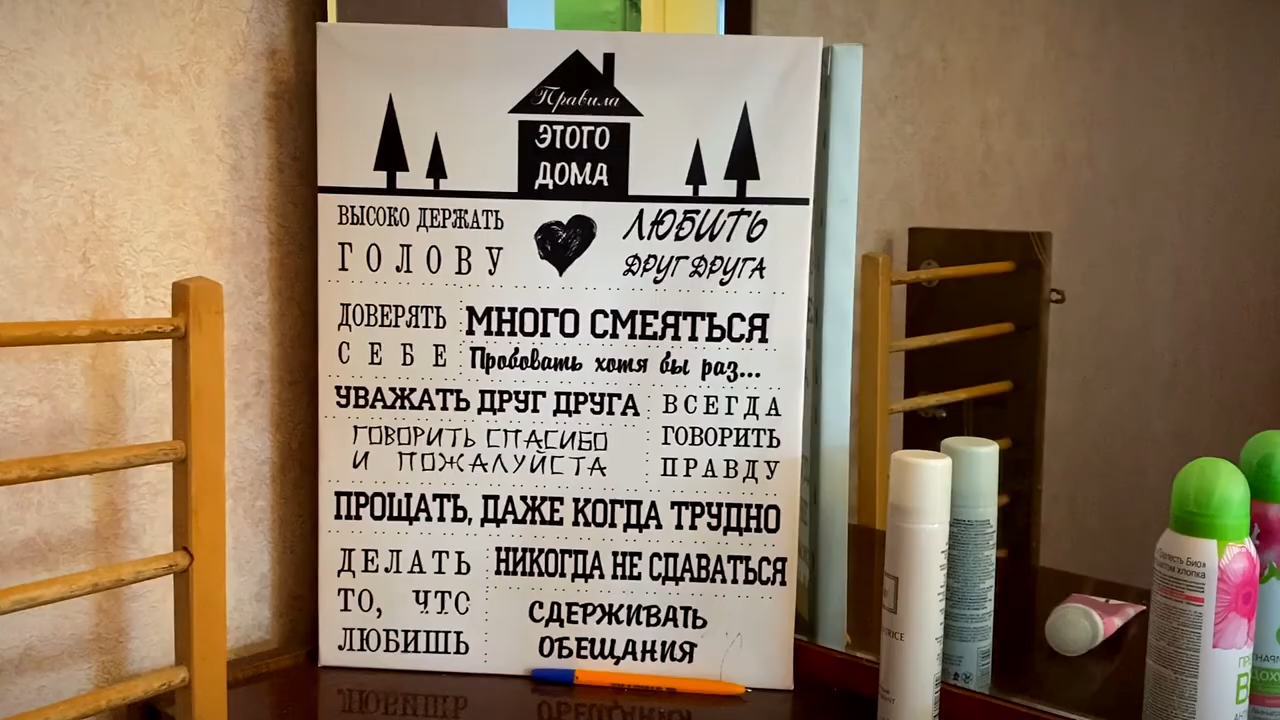 Правила
ЭТОГО
ДОМА
ВЫСОКО ДЕРЖАТЬ
ГОЛОВУ
ЛЮБИТЬ
ДРУГ ДРУГА
ДОВЕРЯТЬ
СЕБЕ
МНОГО СМЕЯТЬСЯ
Пробовать хотя бы раз...
УВАЖАТЬ ДРУГ ДРУГА
ГОВОРИТЬ СПАСИБО
И ПОЖАЛУЙСТА
ВСЕГДА
ГОВОРИТЬ
ПРАВДУ
ПРОЩАТЬ, ДАЖЕ КОГДА ТРУДНО
ДЕЛАТЬ
ТО, ЧТС
ЛЮБИШЬ
НИКОГДА НЕ СДАВАТЬСЯ
СДЕРЖИВАТЬ
ОБЕЩАНИЯ
хлопка